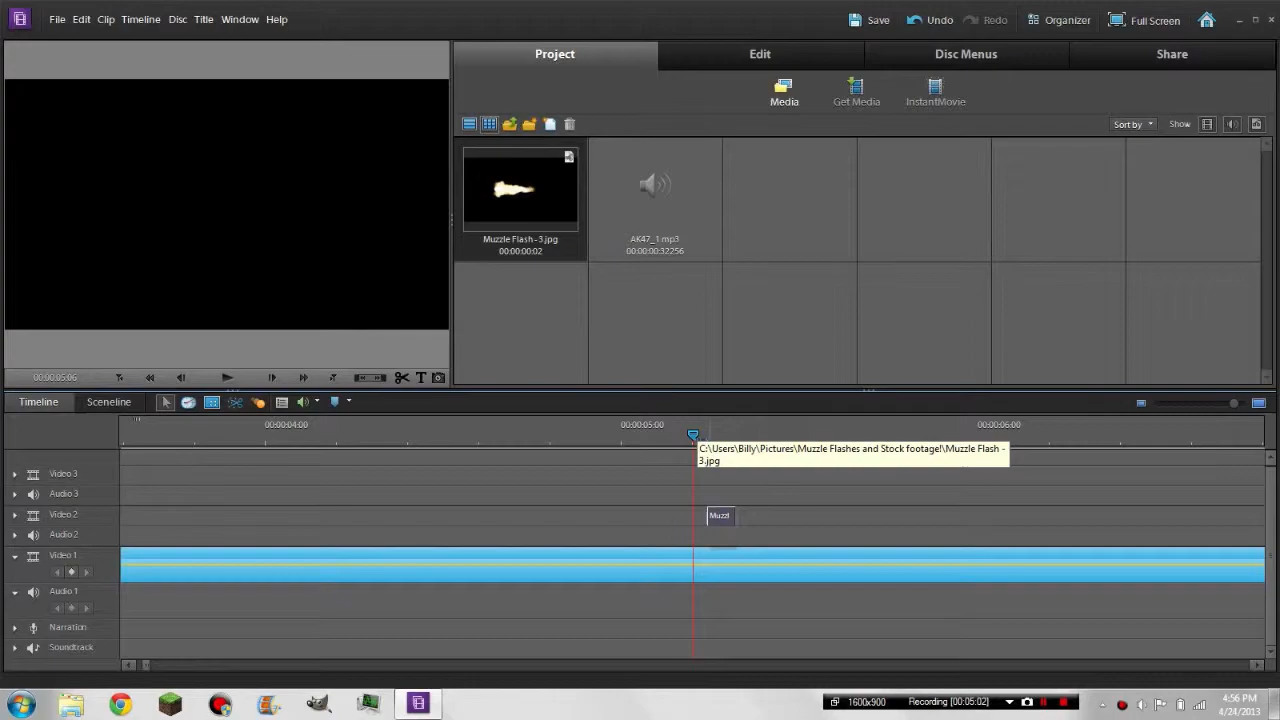 File Edit Clip Timeline Disc Title Window Help
Save Undo Redo Organizer Full Screen
Project Edit Disc Menus Share
Media Get Media InstantMovie
Sort by Show
Muzzle Flash -3.jpg
00:00:00:02
AK47_1.mp3
00:00:00:32256
00:00:05:06
T
Timeline Sceneline
00:00:04:00 00:00:05:00 00:00:06:00
C:\Users\Billy\Pictures\Muzzle Flashes and Stock footage!\Muzzle Flash -
3.jpg
Video 3
Audio 3
Video 2
Muzzl
Audio 2
Video 1
Audio 1
Narration
Soundtrack
1600x900 Recording [00:05:02]
4:56 PM
4/24/2013